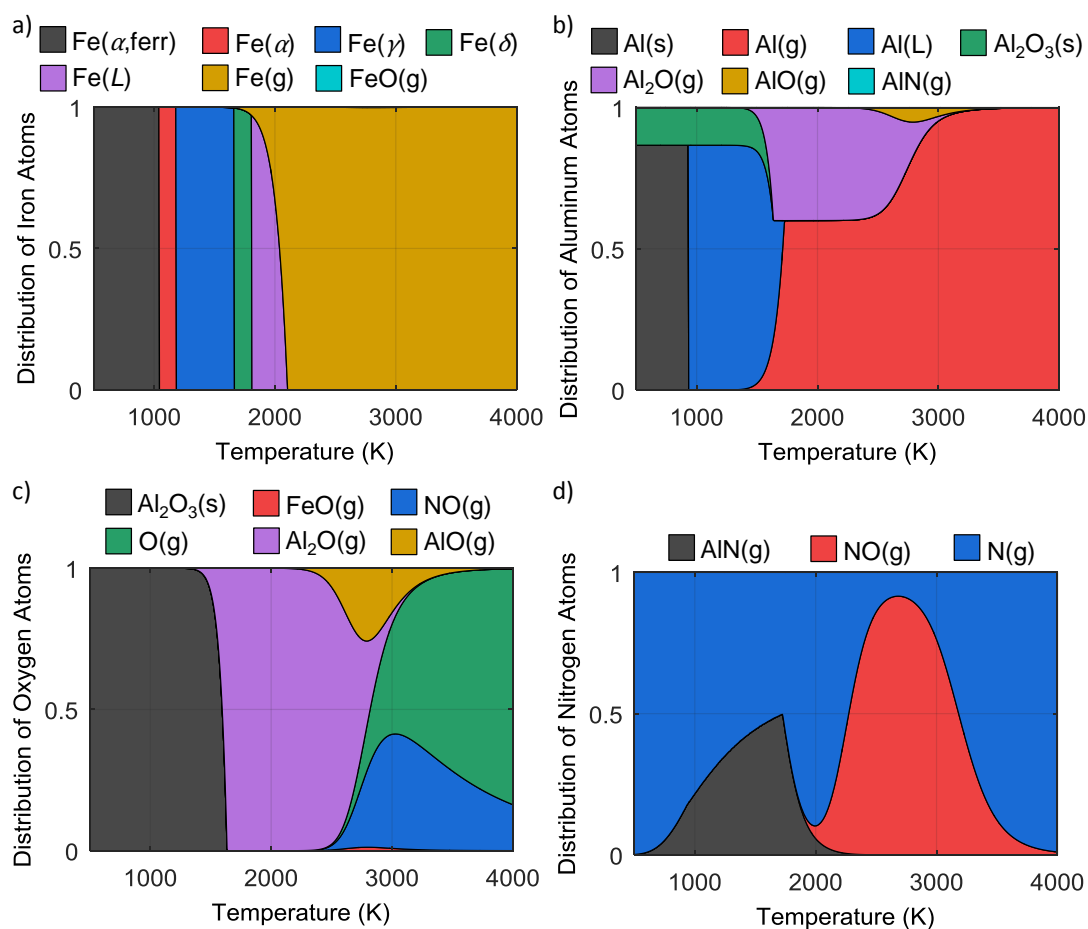 a)
Fe(α,ferr) Fe(α) Fe(γ) Fe(δ)
Fe(L) Fe(g) FeO(g)
Distribution of Iron Atoms
1
0.5
0
1000 2000 3000 4000
Temperature (K)
b)
Al(s) Al(g) Al(L) Al₂O₃(s)
Al₂O(g) AlO(g) AlN(g)
Distribution of Aluminum Atoms
1
0.5
0
1000 2000 3000 4000
Temperature (K)
c)
Al₂O₃(s) FeO(g) NO(g)
O(g) Al₂O(g) AlO(g)
Distribution of Oxygen Atoms
1
0.5
0
1000 2000 3000 4000
Temperature (K)
d)
AlN(g) NO(g) N(g)
Distribution of Nitrogen Atoms
1
0.5
0
1000 2000 3000 4000
Temperature (K)